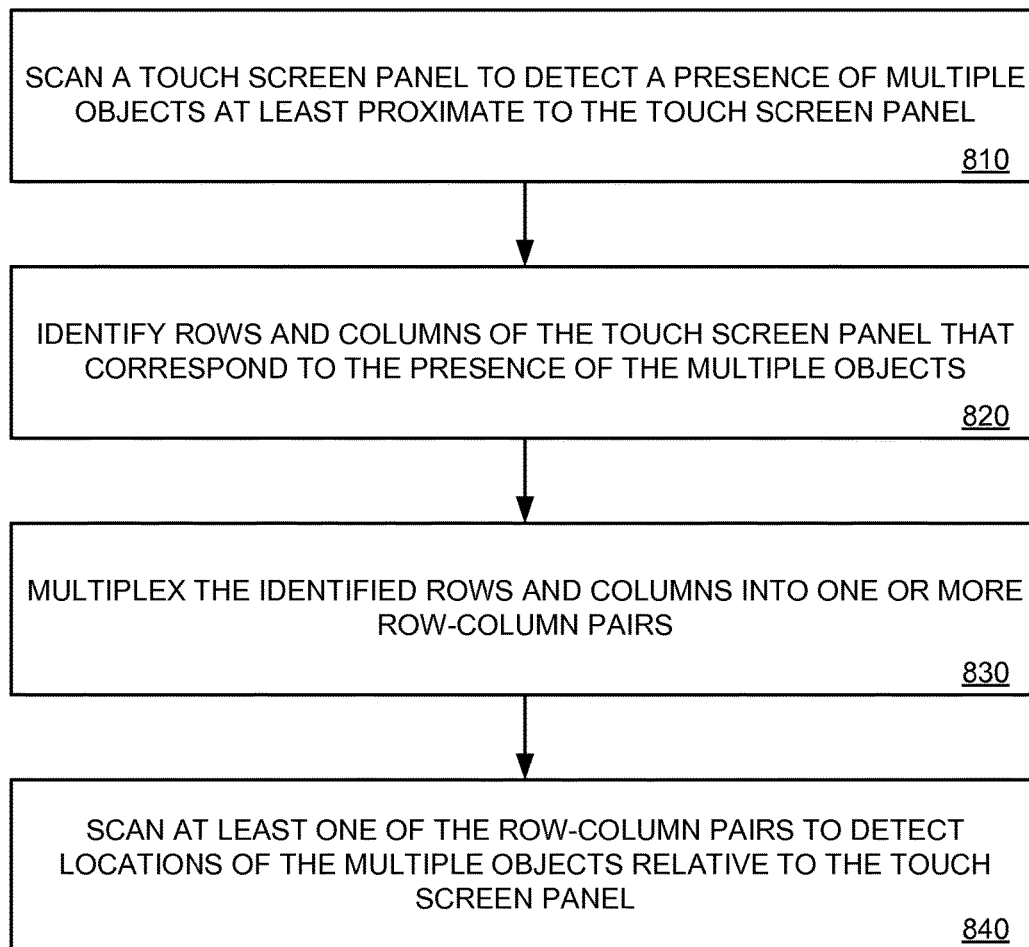 SCAN A TOUCH SCREEN PANEL TO DETECT A PRESENCE OF MULTIPLE
OBJECTS AT LEAST PROXIMATE TO THE TOUCH SCREEN PANEL
810
IDENTIFY ROWS AND COLUMNS OF THE TOUCH SCREEN PANEL THAT
CORRESPOND TO THE PRESENCE OF THE MULTIPLE OBJECTS
820
MULTIPLEX THE IDENTIFIED ROWS AND COLUMNS INTO ONE OR MORE
ROW-COLUMN PAIRS
830
SCAN AT LEAST ONE OF THE ROW-COLUMN PAIRS TO DETECT
LOCATIONS OF THE MULTIPLE OBJECTS RELATIVE TO THE TOUCH
SCREEN PANEL
840